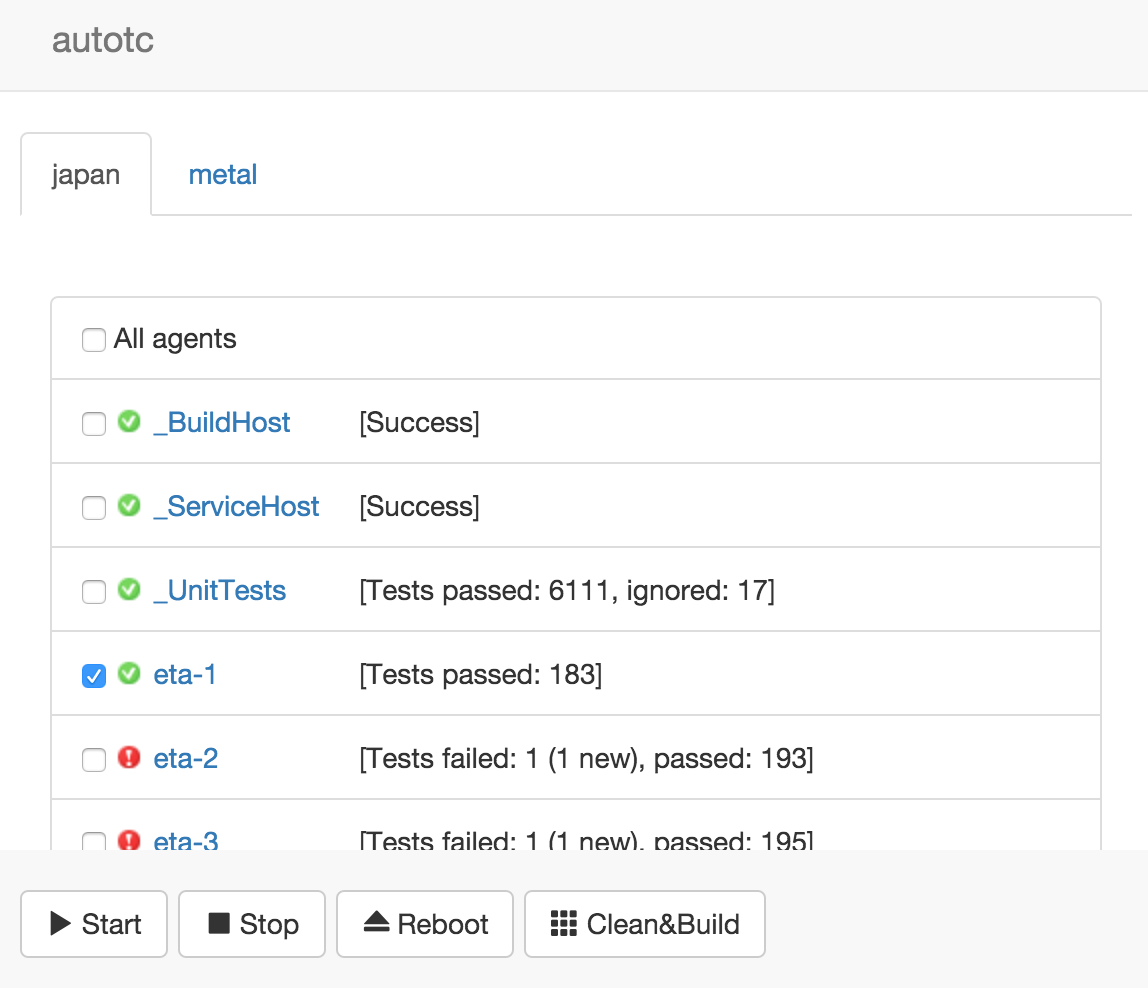 autotc
japan metal
All agents
_BuildHost [Success]
_ServiceHost [Success]
_UnitTests [Tests passed: 6111, ignored: 17]
eta-1 [Tests passed: 183]
eta-2 [Tests failed: 1 (1 new), passed: 193]
eta-3 [Tests failed: 1 (1 new), passed: 195]
Start Stop Reboot Clean&Build